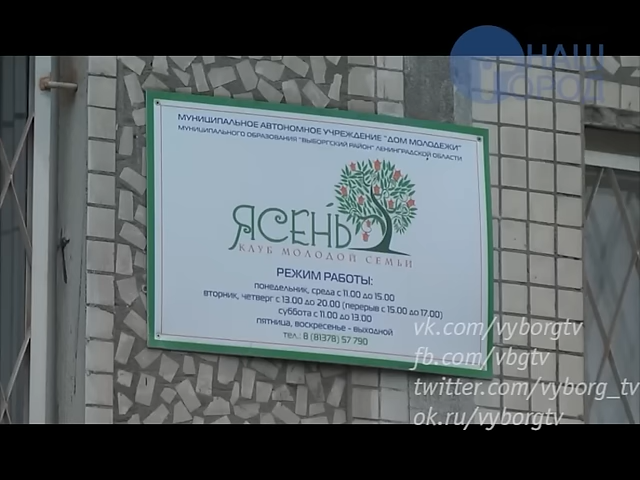 НАШ
ГОРОД
МУНИЦИПАЛЬНОЕ АВТОНОМНОЕ УЧРЕЖДЕНИЕ "ДОМ МОЛОДЕЖИ"
МУНИЦИПАЛЬНОГО ОБРАЗОВАНИЯ "ВЫБОРГСКИЙ РАЙОН" ЛЕНИНГРАДСКОЙ ОБЛАСТИ
ЯСЕНЬ
КЛУБ МОЛОДОЙ СЕМЬИ
РЕЖИМ РАБОТЫ:
понедельник, среда с 11.00 до 15.00
вторник, четверг с 13.00 до 20.00 (перерыв с 15.00 до 17.00)
суббота с 11.00 до 13.00
пятница, воскресенье - выходной
тел.: 8 (81378) 57 790
vk.com/vyborgtv
fb.com/vbgtv
twitter.com/vyborg_tv
ok.ru/vyborgtv